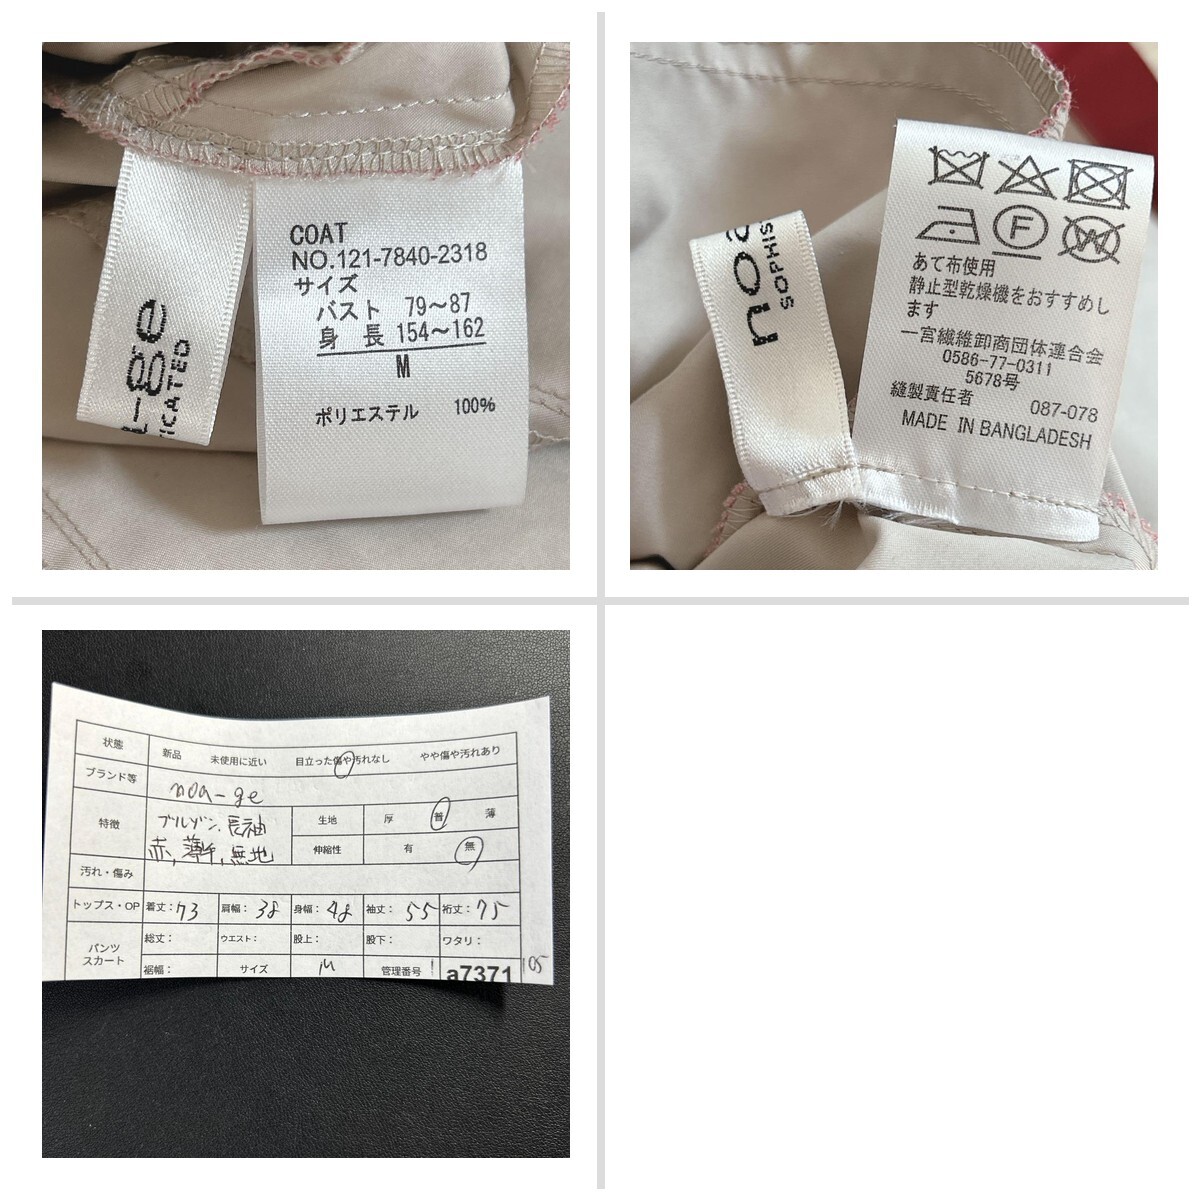 COAT
NO.121-7840-2318
サイズ
バスト 79～87
身 長 154～162
M
ポリエステル 100%
-ge
TICATED
noa
SOPHIS
F
W
あて布使用
静止型乾燥機をおすすめし
ます
一宮繊維卸商団体連合会
0586-77-0311
5678号
縫製責任者
087-078
MADE IN BANGLADESH
状態 新品 未使用に近い 目立った傷や汚れなし やや傷や汚れあり
ブランド等 noa-ge
特徴 ブルゾン、長袖 生地 厚 普 薄
赤,薄手,無地 伸縮性 有 無
汚れ・傷み
トップス・OP 着丈：73 肩幅：38 身幅：48 袖丈：55 裄丈：75
パンツ スカート 総丈： ウエスト： 股上： 股下： ワタリ：
裾幅： サイズ M 管理番号 a7371 105